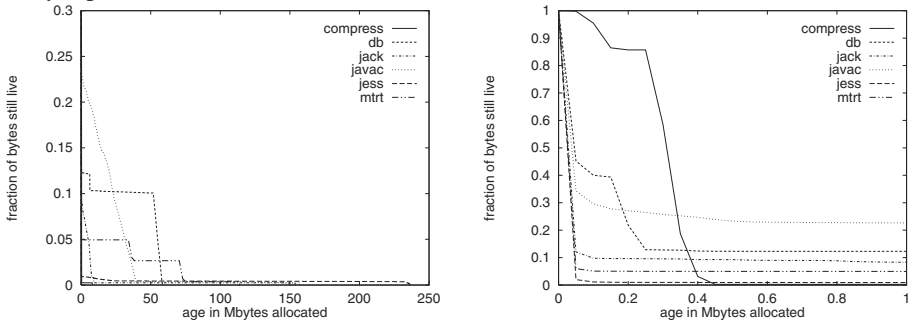 0.3
0.25
0.2
0.15
0.1
0.05
0
fraction of bytes still live
compress
db
jack
javac
jess
mtrt
0 50 100 150 200 250
age in Mbytes allocated
1
0.9
0.8
0.7
0.6
0.5
0.4
0.3
0.2
0.1
0
fraction of bytes still live
compress
db
jack
javac
jess
mtrt
0 0.2 0.4 0.6 0.8 1
age in Mbytes allocated